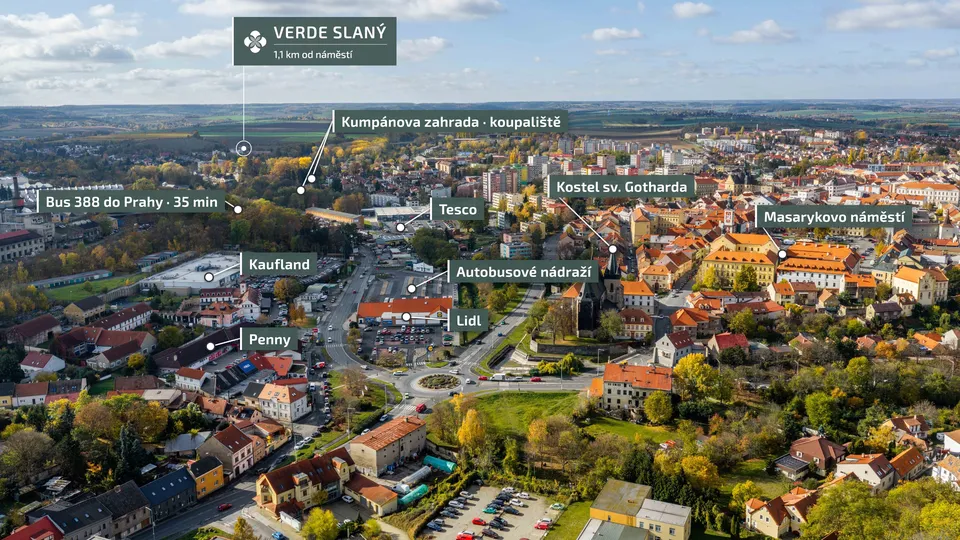 VERDE SLANÝ
1,1 km od náměstí
Kumpánova zahrada · koupaliště
Kostel sv. Gotharda
Bus 388 do Prahy · 35 min
Tesco
Masarykovo náměstí
Kaufland
Autobusové nádraží
Lidl
Penny